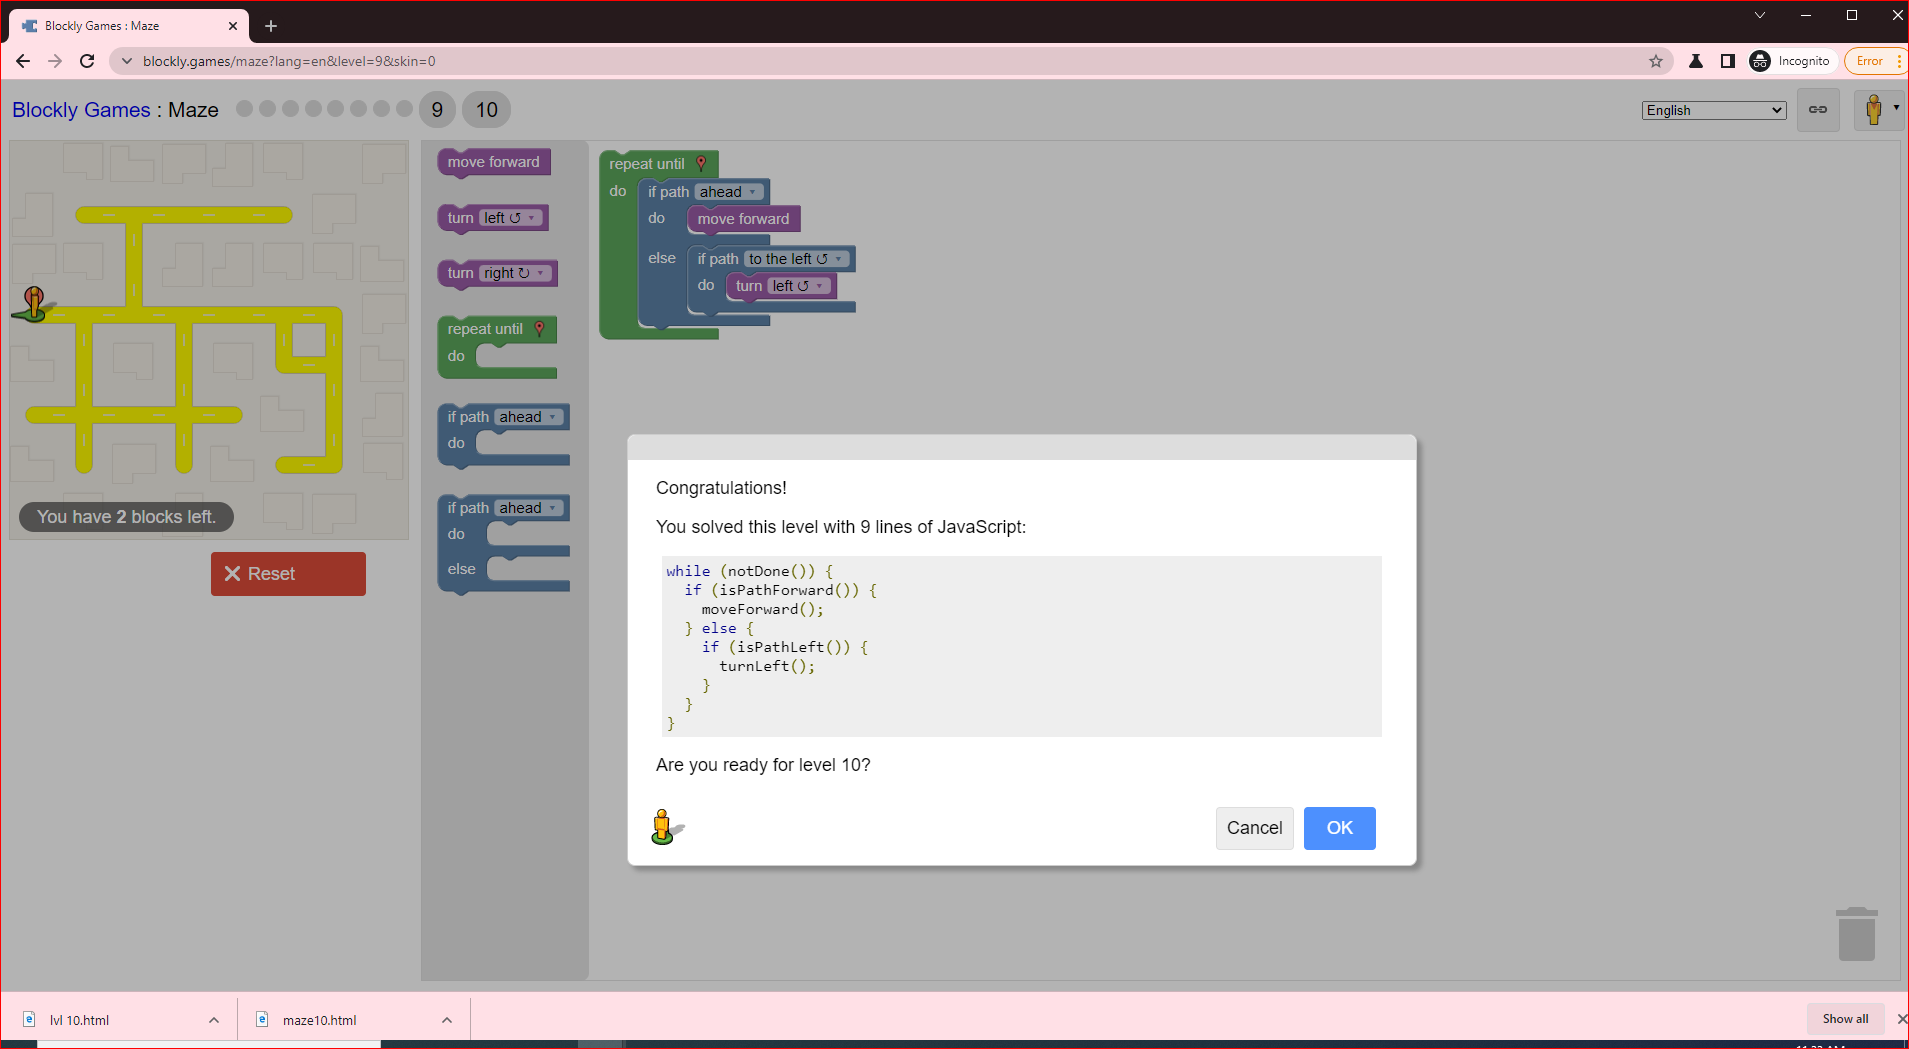 Blockly Games : Maze
blockly.games/maze?lang=en&level=9&skin=0
Incognito
Error
Blockly Games : Maze
9
10
English
move forward
turn left ↺
turn right ↻
repeat until
do
if path ahead
do
if path ahead
do
else
repeat until
do
if path ahead
do
move forward
else
if path to the left ↺
do
turn left ↺
You have 2 blocks left.
Reset
Congratulations!
You solved this level with 9 lines of JavaScript:
while (notDone()) {
  if (isPathForward()) {
    moveForward();
  } else {
    if (isPathLeft()) {
      turnLeft();
    }
  }
}
Are you ready for level 10?
Cancel
OK
lvl 10.html
maze10.html
Show all